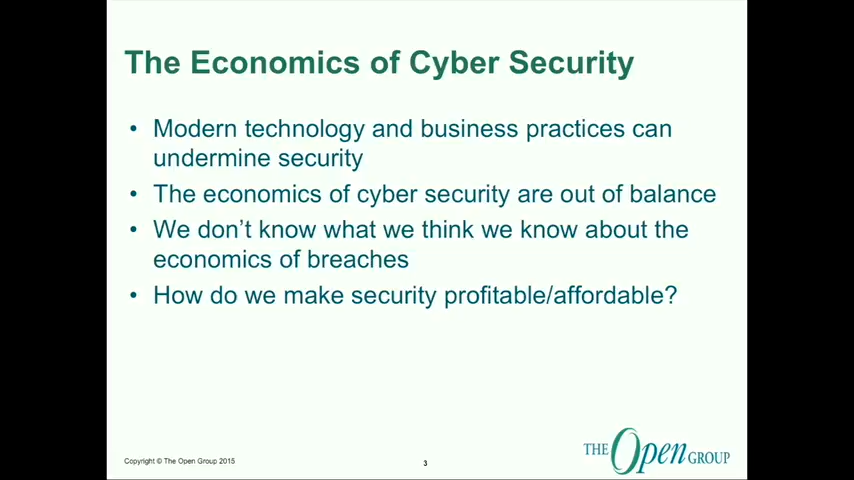 The Economics of Cyber Security
• Modern technology and business practices can
undermine security
• The economics of cyber security are out of balance
• We don't know what we think we know about the
economics of breaches
• How do we make security profitable/affordable?
Copyright © The Open Group 2015
3
THE Open GROUP